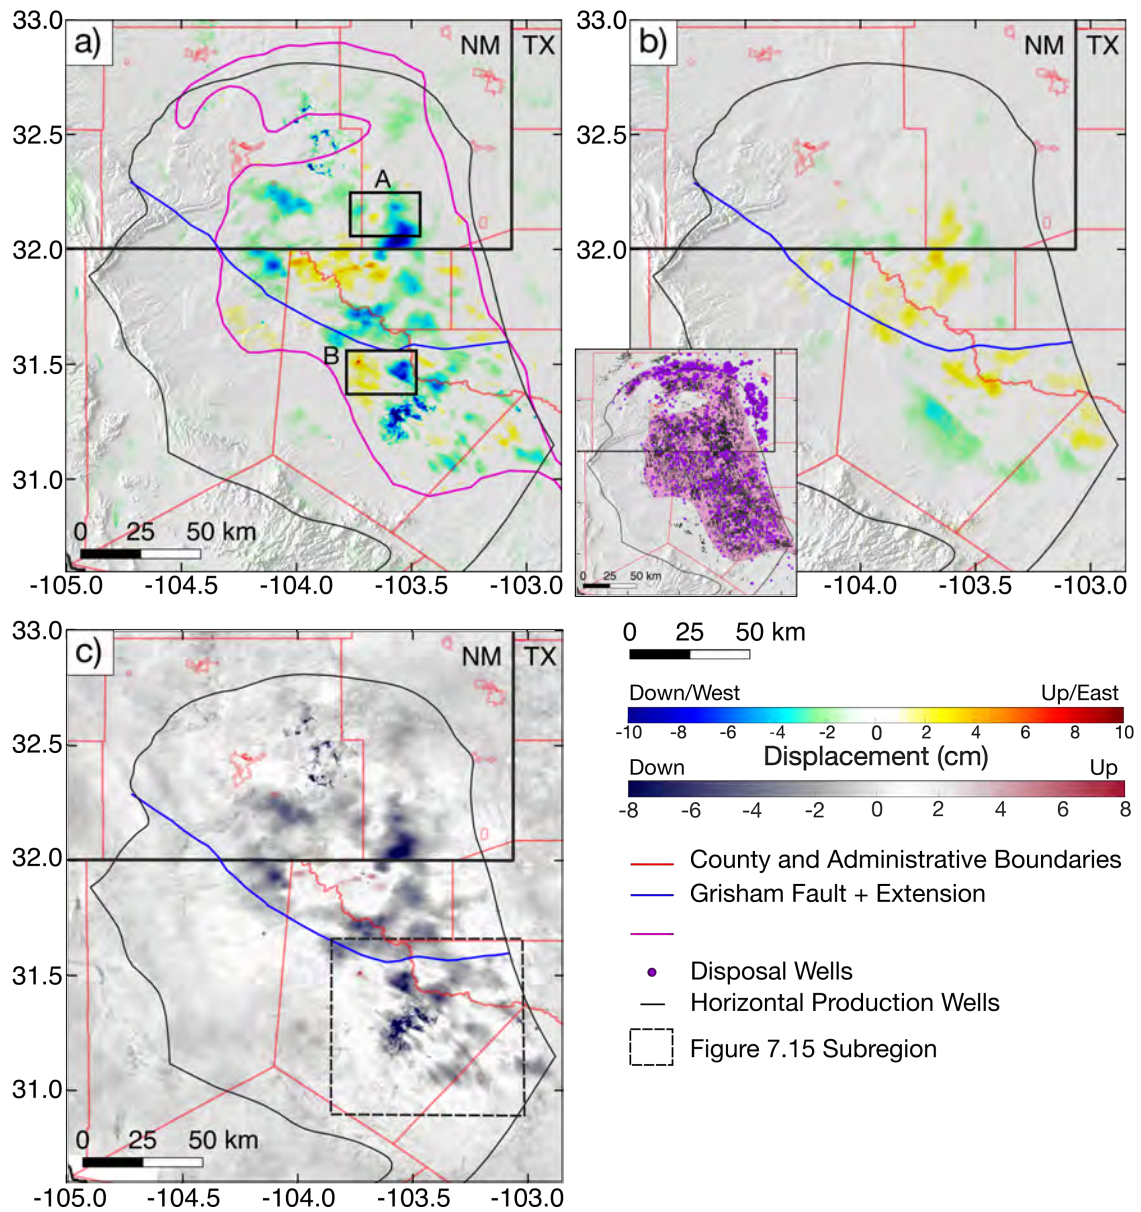 33.0
32.5
32.0
31.5
31.0
a)
NM
TX
A
B
0 25 50 km
-105.0 -104.5 -104.0 -103.5 -103.0
33.0
32.5
32.0
31.5
b)
NM
TX
0 25 50 km
-104.0 -103.5 -103.0
33.0
32.5
32.0
31.5
31.0
c)
NM
TX
0 25 50 km
-105.0 -104.5 -104.0 -103.5 -103.0
0 25 50 km
Down/West Up/East
-10 -8 -6 -4 -2 0 2 4 6 8 10
Displacement (cm)
Down Up
-8 -6 -4 -2 0 2 4 6 8
County and Administrative Boundaries
Grisham Fault + Extension
Disposal Wells
Horizontal Production Wells
Figure 7.15 Subregion